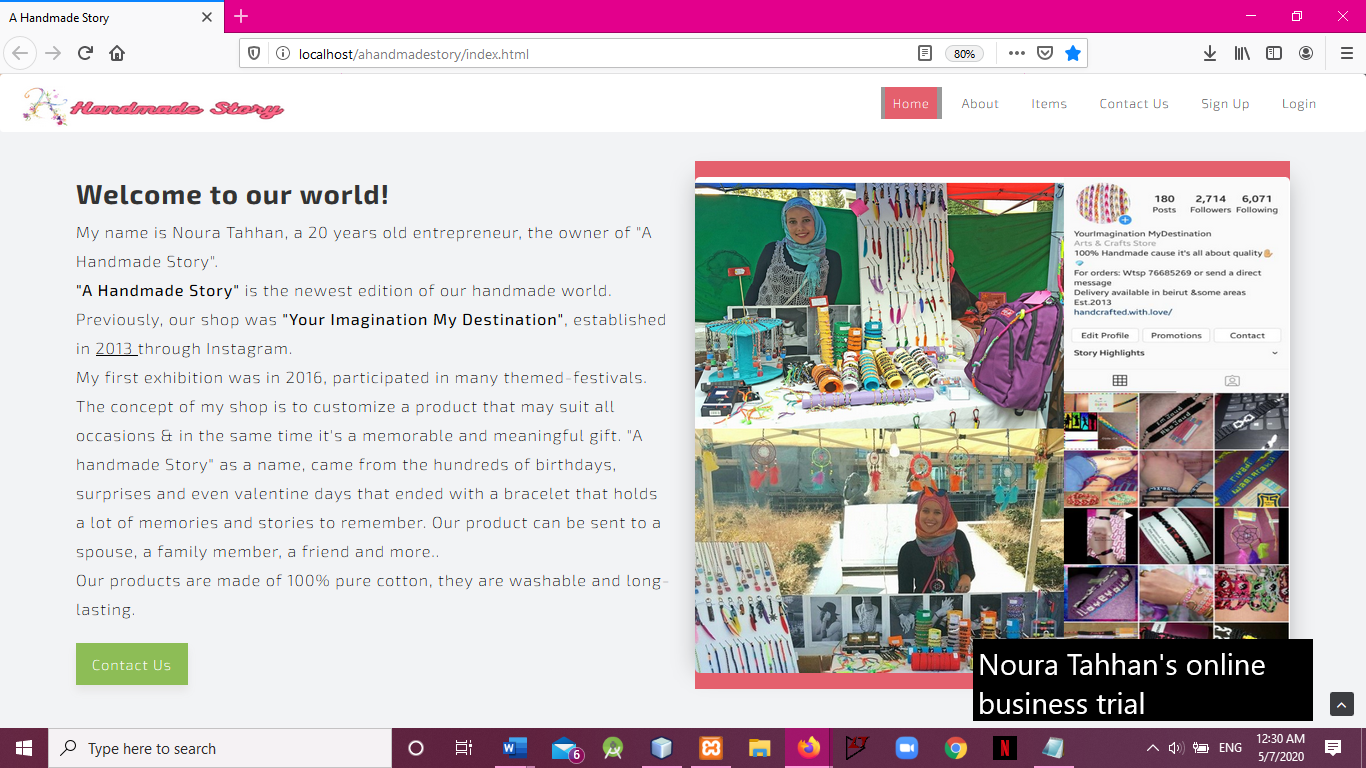 A Handmade Story
localhost/ahandmadestory/index.html
80%
A Handmade Story
Home
About
Items
Contact Us
Sign Up
Login
Welcome to our world!
My name is Noura Tahhan, a 20 years old entrepreneur, the owner of "A
Handmade Story".
"A Handmade Story" is the newest edition of our handmade world.
Previously, our shop was "Your Imagination My Destination", established
in 2013 through Instagram.
My first exhibition was in 2016, participated in many themed-festivals.
The concept of my shop is to customize a product that may suit all
occasions & in the same time it's a memorable and meaningful gift. "A
handmade Story" as a name, came from the hundreds of birthdays,
surprises and even valentine days that ended with a bracelet that holds
a lot of memories and stories to remember. Our product can be sent to a
spouse, a family member, a friend and more..
Our products are made of 100% pure cotton, they are washable and long-
lasting.
Contact Us
180 2,714 6,071
Posts Followers Following
YourImagination MyDestination
Arts & Crafts Store
100% Handmade cause it's all about quality
For orders: Wtsp 76685269 or send a direct
message
Delivery available in beirut &some areas
Est.2013
handcrafted.with.love/
Edit Profile
Promotions
Contact
Story Highlights
Noura Tahhan's online
business trial
Type here to search
6
ENG
12:30 AM
5/7/2020